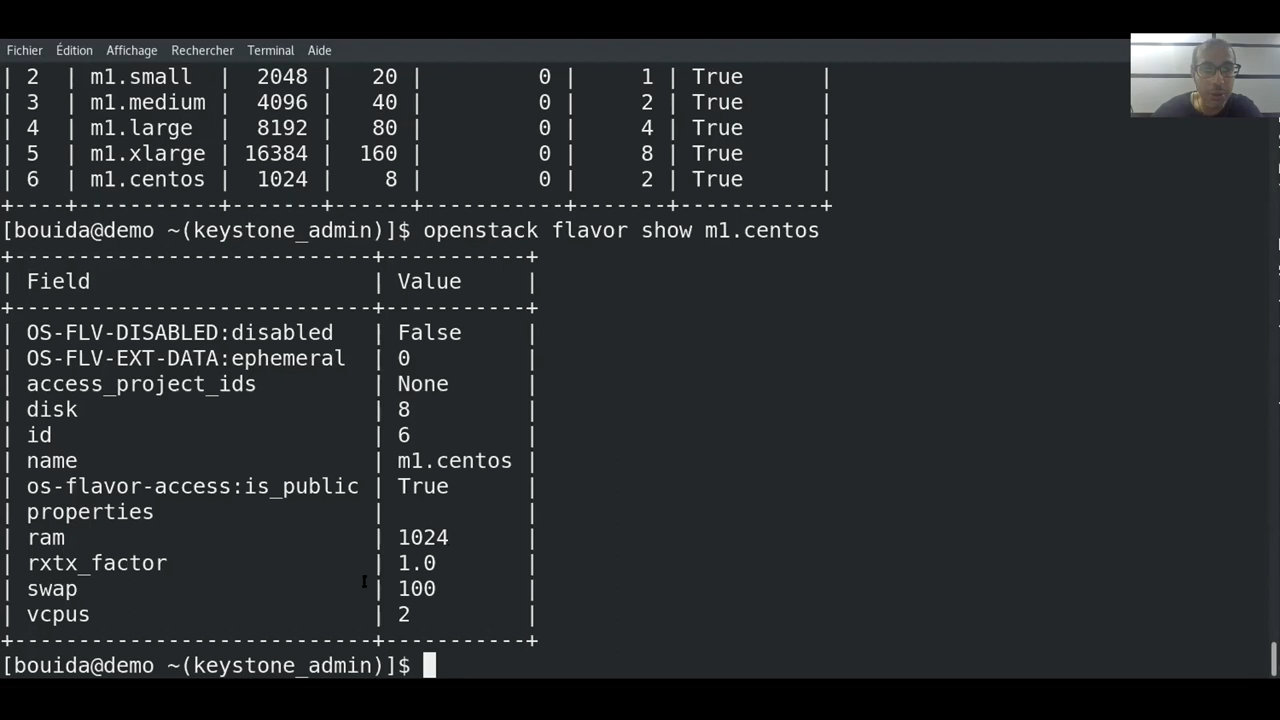 Fichier Édition Affichage Rechercher Terminal Aide
| 2 | m1.small | 2048 | 20 | 0 | 1 | True |
| 3 | m1.medium | 4096 | 40 | 0 | 2 | True |
| 4 | m1.large | 8192 | 80 | 0 | 4 | True |
| 5 | m1.xlarge | 16384 | 160 | 0 | 8 | True |
| 6 | m1.centos | 1024 | 8 | 0 | 2 | True |
+----+-----------+-------+------+-----------+-------+-----------+
[bouida@demo ~(keystone_admin)]$ openstack flavor show m1.centos
+----------------------------+-----------+
| Field | Value |
+----------------------------+-----------+
| OS-FLV-DISABLED:disabled | False |
| OS-FLV-EXT-DATA:ephemeral | 0 |
| access_project_ids | None |
| disk | 8 |
| id | 6 |
| name | m1.centos |
| os-flavor-access:is_public | True |
| properties | |
| ram | 1024 |
| rxtx_factor | 1.0 |
| swap | 100 |
| vcpus | 2 |
+----------------------------+-----------+
[bouida@demo ~(keystone_admin)]$